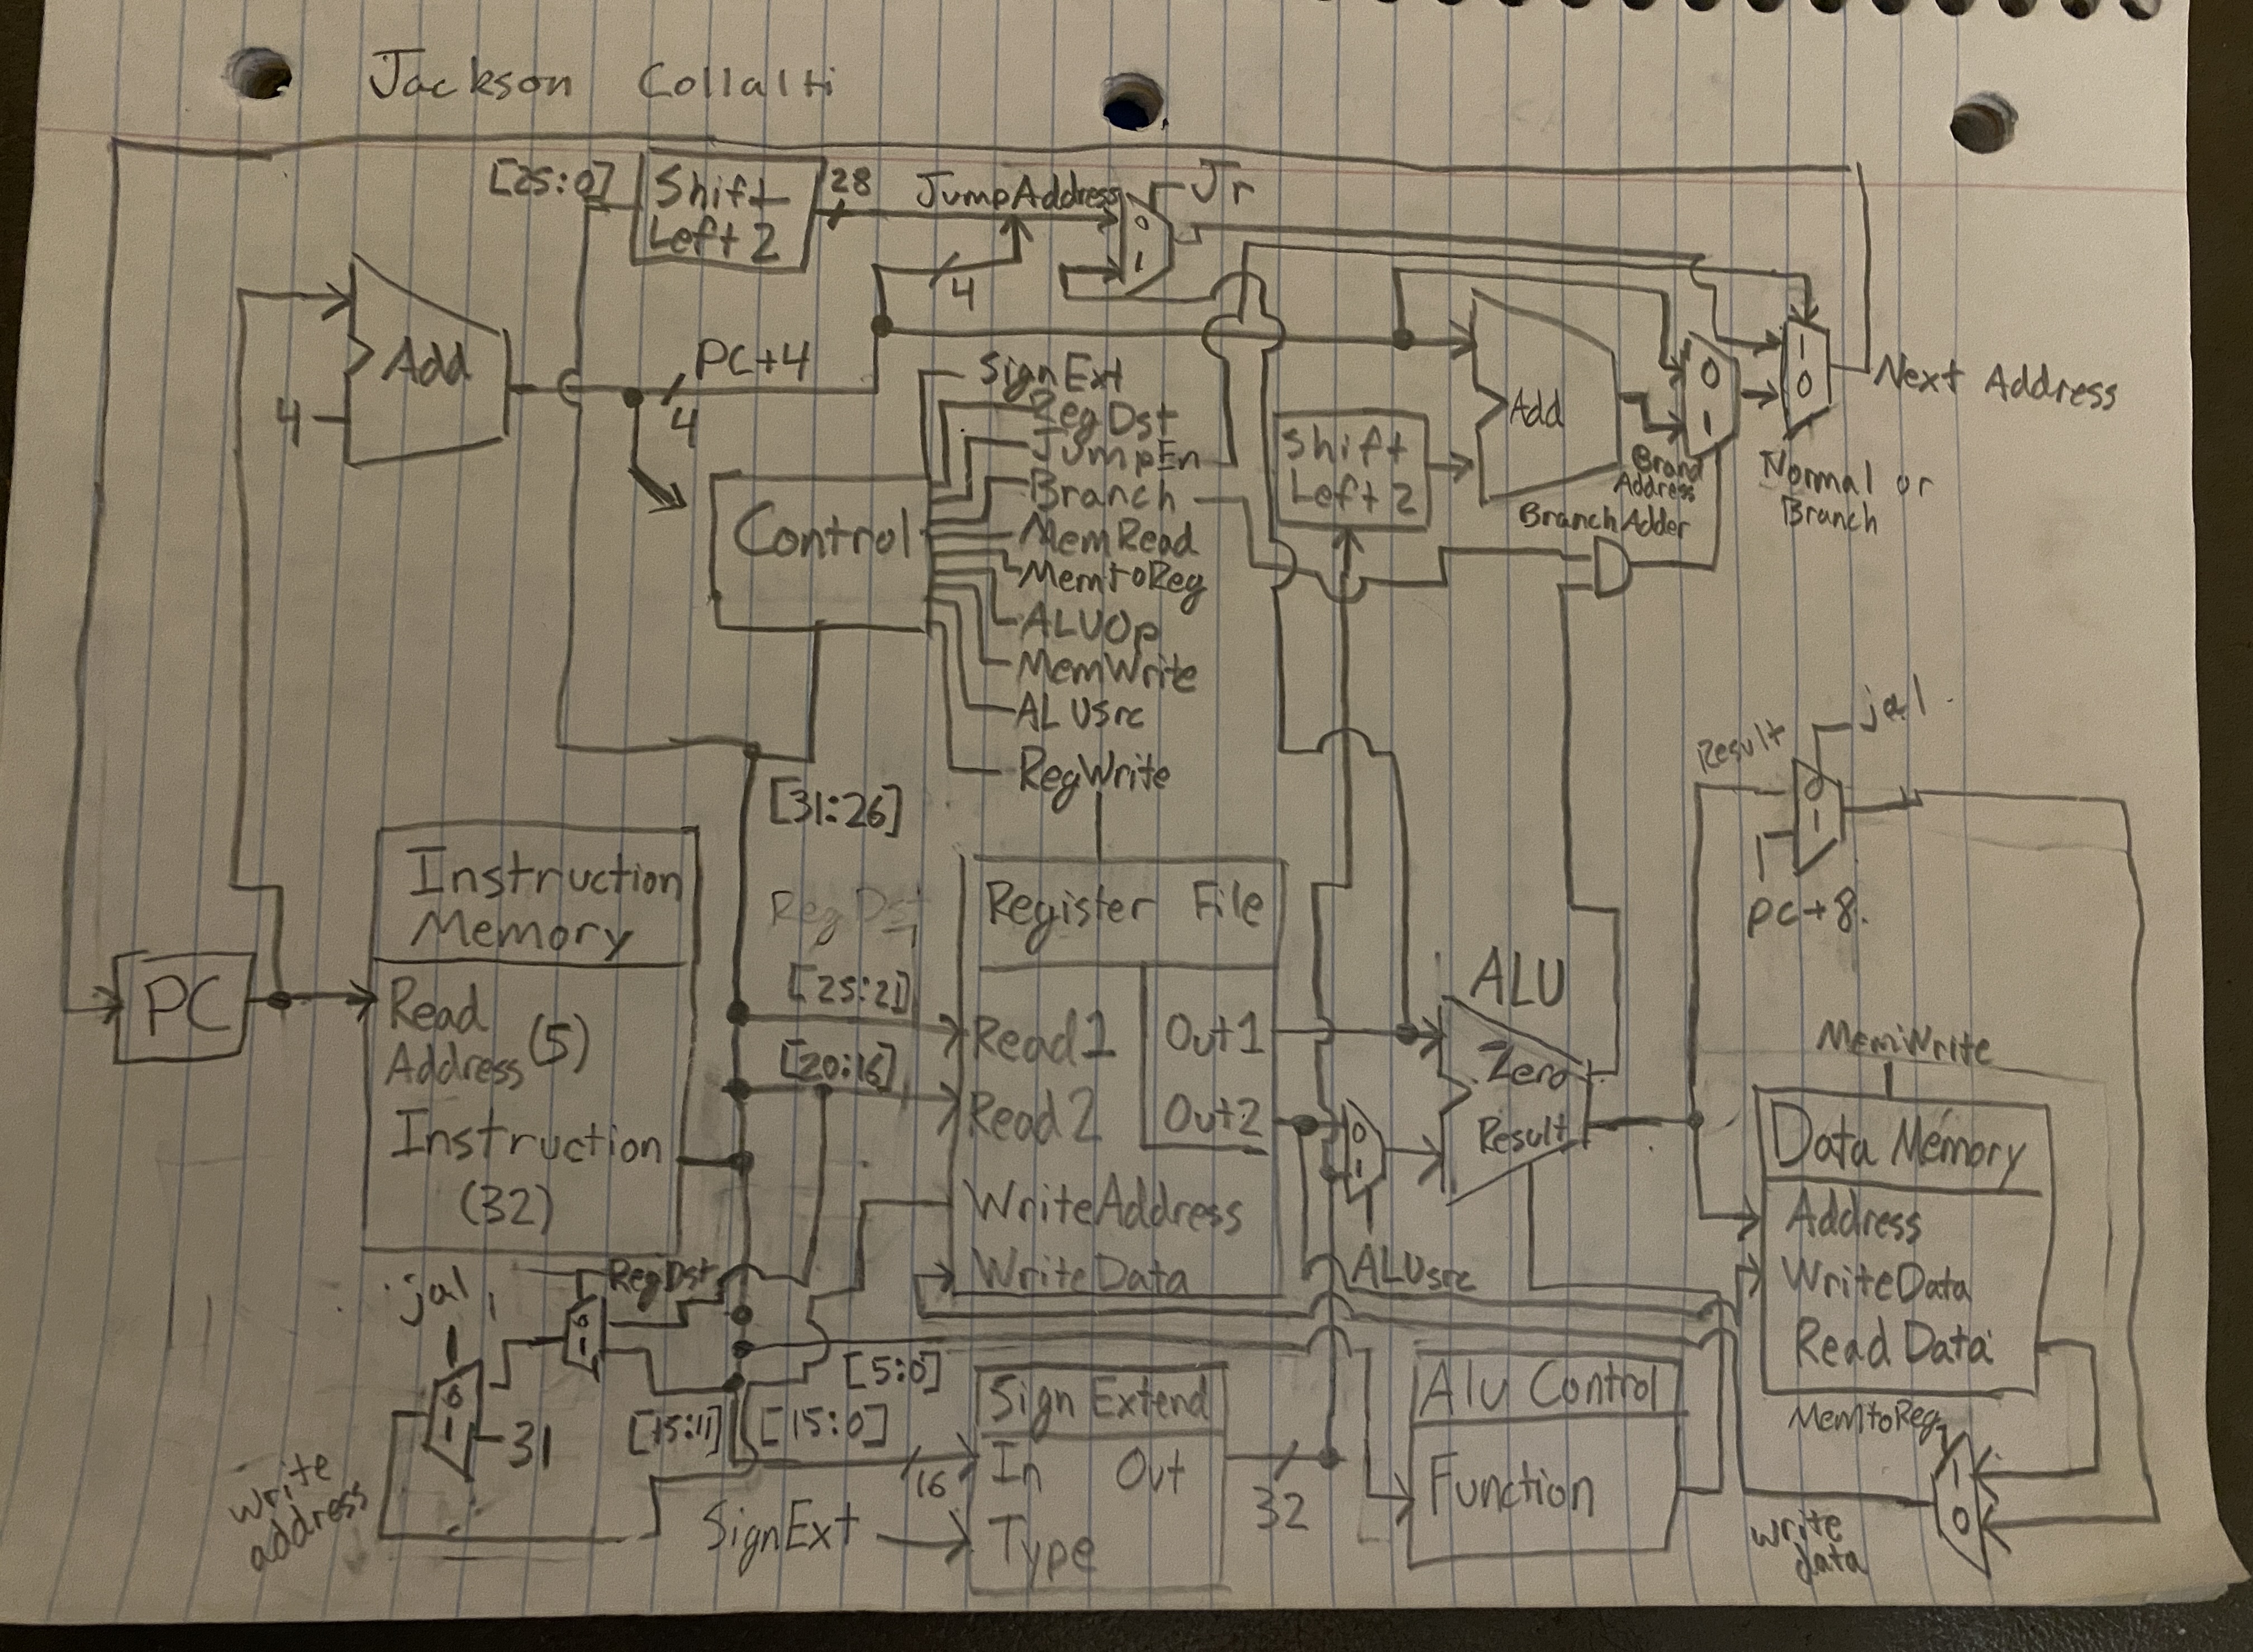 Jackson Collalti
[25:0]
Shift
Left 2
28
JumpAddress
Jr
0
1
4
Add
4
PC+4
4
SignExt
RegDst
JumpEn
Branch
MemRead
MemtoReg
ALUOp
MemWrite
ALUsrc
RegWrite
Control
Shift
Left 2
Add
Brand
Address
Branch Adder
0
1
1
0
Next Address
Normal or
Branch
[31:26]
Result
jal
0
1
pc+8.
Instruction
Memory
Read
Address (5)
Instruction
(32)
PC
RegDst
[25:21]
[20:16]
Register File
Read1
Out1
Read2
Out2
WriteAddress
WriteData
0
1
ALUsrc
ALU
Zero
Result
MemWrite
Data Memory
Address
WriteData
Read Data
MemtoReg
1
0
write
data
jal
RegDst
0
1
0
1
31
write
address
[15:11]
[15:0]
[5:0]
16
SignExt
Sign Extend
In
Out
Type
32
Alu Control
Function